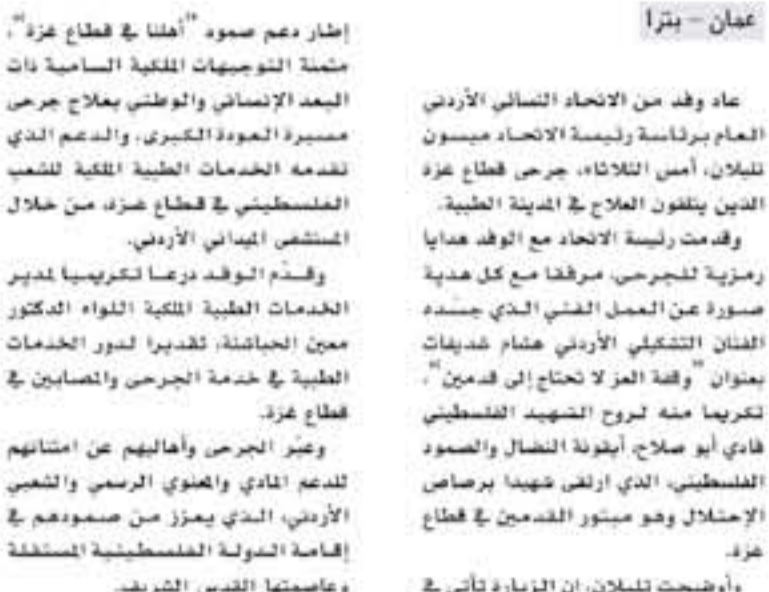 عمان – بترا
عاد وفد من الاتحاد النسائي الأردني
العام برئاسة رئيسة الاتحاد ميسون
تليلان، أمس الثلاثاء، جرحى قطاع غزة
الذين يتلقون العلاج في المدينة الطبية.
وقدمت رئيسة الاتحاد مع الوفد هدايا
رمزية للجرحى، مرفقا مع كل هدية
صورة عن العمل الفني الذي جسّده
الفنان التشكيلي الأردني هشام شديفات
بعنوان "وقفة العز لا تحتاج إلى قدمين"،
تكريما منه لروح الشهيد الفلسطيني
فادي أبو صلاح، أيقونة النضال والصمود
الفلسطيني، الذي ارتقى شهيدا برصاص
الإحتلال وهو مبتور القدمين في قطاع
غزة.
وأوضحت تليلان، ان الزيارة تأتي في
إطار دعم صمود "أهلنا في قطاع غزة"،
مثمنة التوجيهات الملكية السامية ذات
البعد الإنساني والوطني بعلاج جرحى
مسيرة العودة الكبرى، والدعم الذي
تقدمه الخدمات الطبية الملكية للشعب
الفلسطيني في قطاع غزة، من خلال
المستشفى الميداني الأردني.
وقدّم الوفد درعا تكريميا لمدير
الخدمات الطبية الملكية اللواء الدكتور
معين الحباشنة، تقديرا لدور الخدمات
الطبية في خدمة الجرحى والمصابين في
قطاع غزة.
وعبّر الجرحى وأهاليهم عن امتنانهم
للدعم المادي والمعنوي الرسمي والشعبي
الأردني، الذي يعزز من صمودهم في
إقامة الدولة الفلسطينية المستقلة
وعاصمتها القدس الشريف.